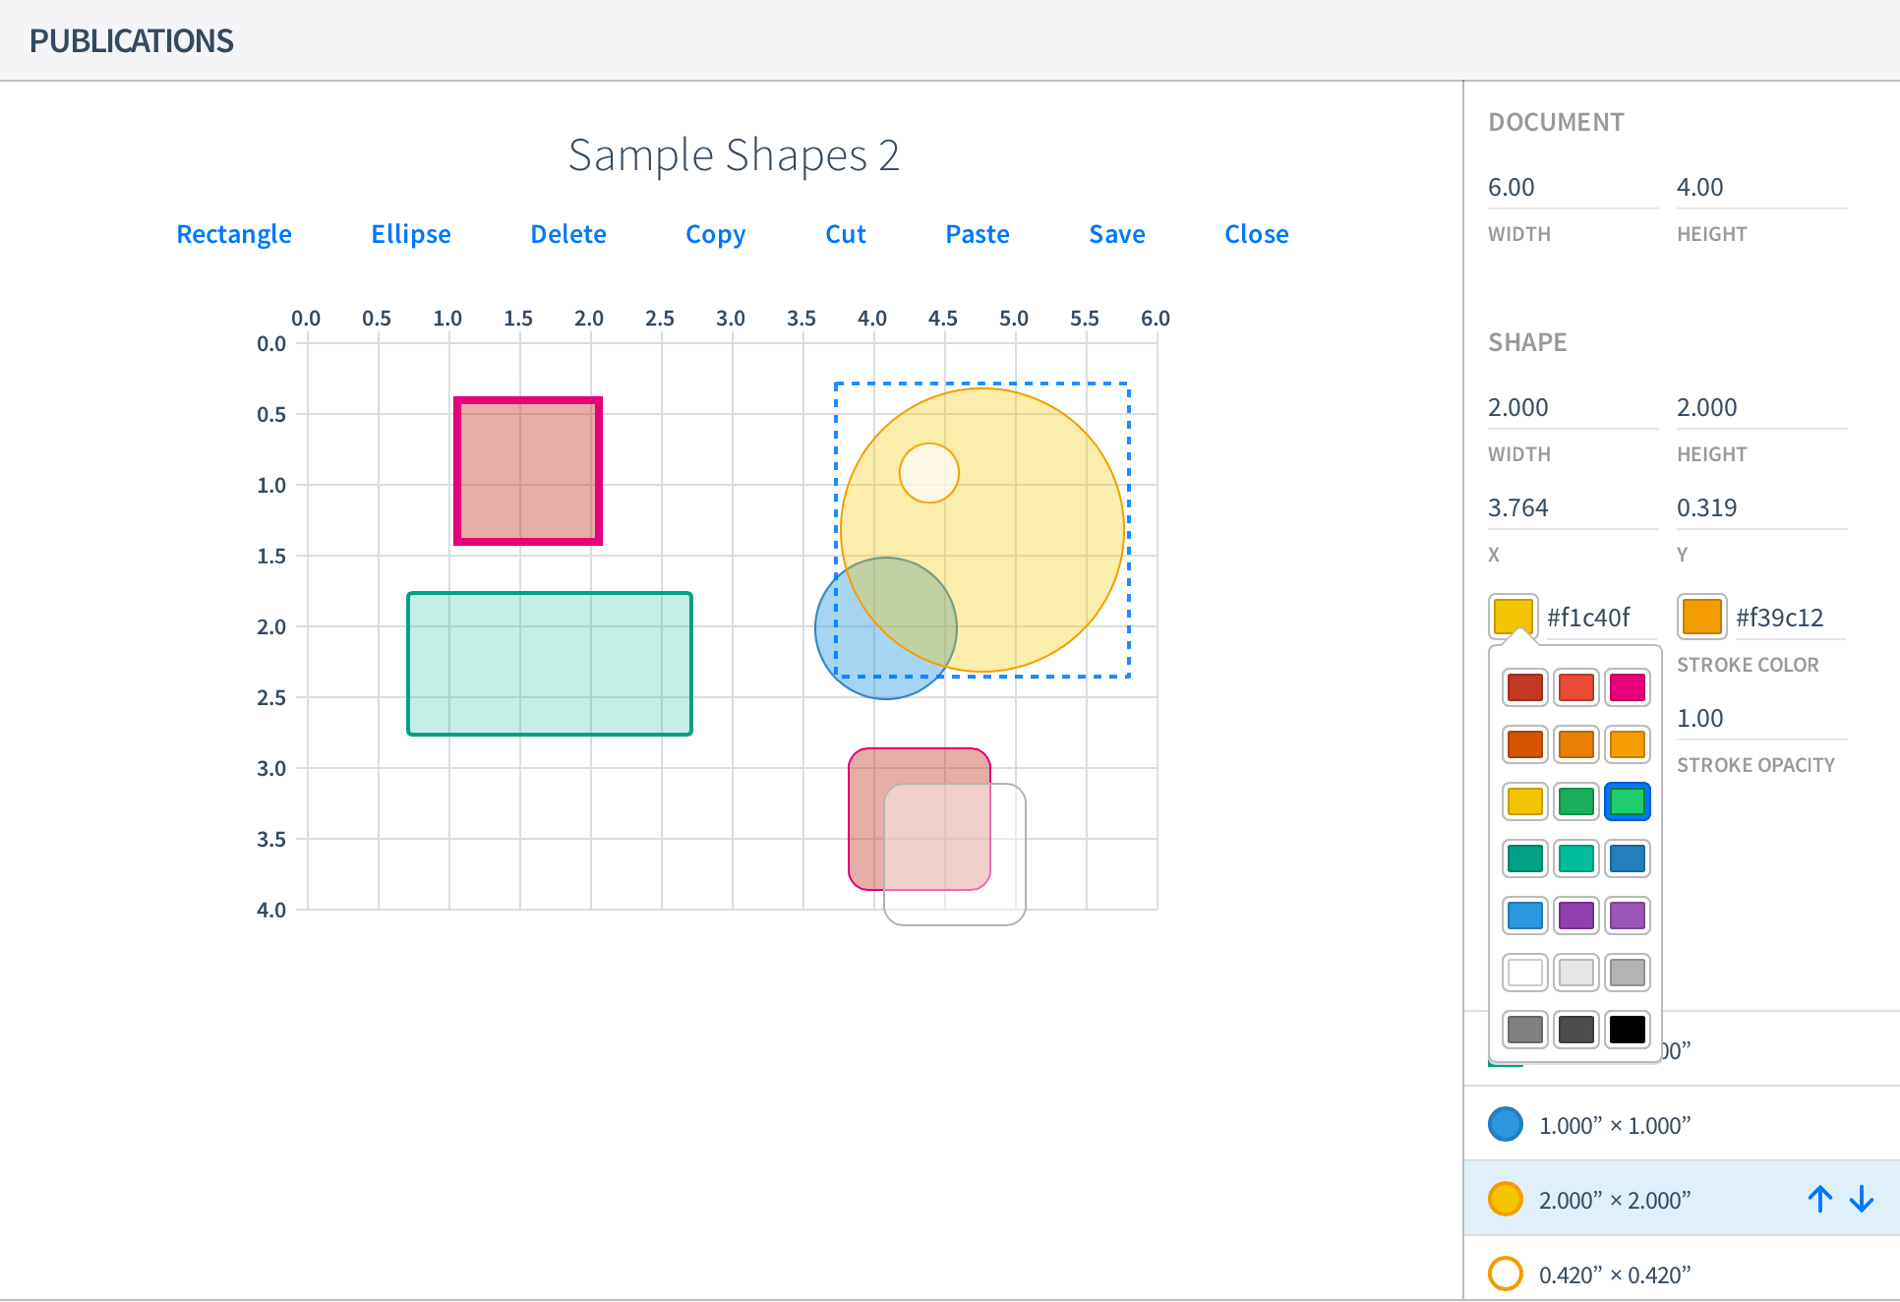 PUBLICATIONS
Sample Shapes 2
Rectangle Ellipse Delete Copy Cut Paste Save Close
0.0 0.5 1.0 1.5 2.0 2.5 3.0 3.5 4.0 4.5 5.0 5.5 6.0
0.0
0.5
1.0
1.5
2.0
2.5
3.0
3.5
4.0
DOCUMENT
6.00 4.00
WIDTH HEIGHT
SHAPE
2.000 2.000
WIDTH HEIGHT
3.764 0.319
X Y
#f1c40f #f39c12
STROKE COLOR
1.00
STROKE OPACITY
00”
1.000” × 1.000”
2.000” × 2.000”
0.420” × 0.420”